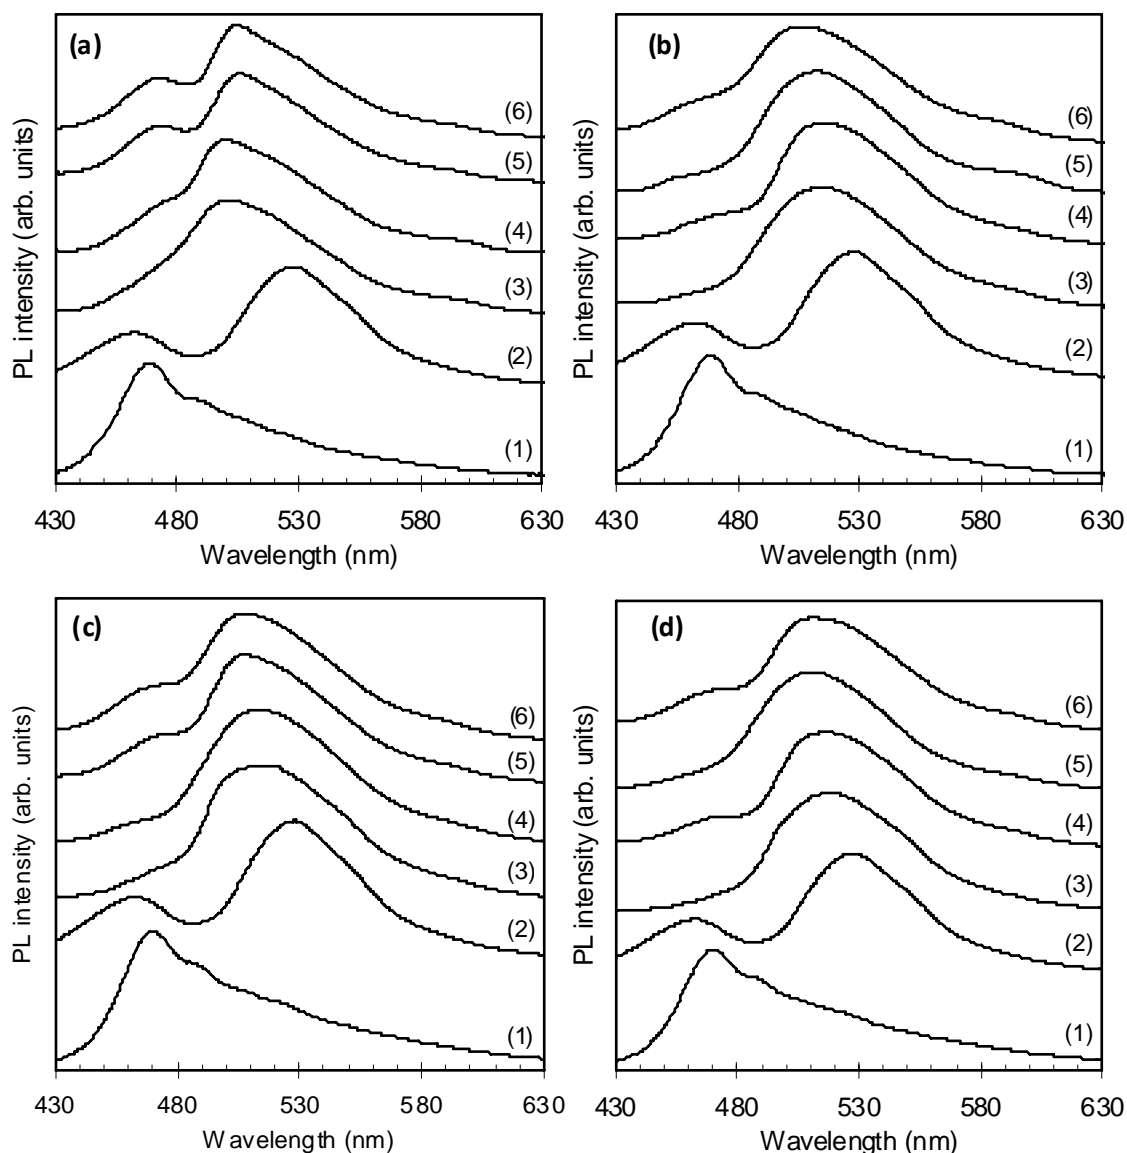 (a)
PL intensity (arb. units)
(6)
(5)
(4)
(3)
(2)
(1)
430 480 530 580 630
Wavelength (nm)
(b)
PL intensity (arb. units)
(6)
(5)
(4)
(3)
(2)
(1)
430 480 530 580 630
Wavelength (nm)
(c)
PL intensity (arb. units)
(6)
(5)
(4)
(3)
(2)
(1)
430 480 530 580 630
Wavelength (nm)
(d)
PL intensity (arb. units)
(6)
(5)
(4)
(3)
(2)
(1)
430 480 530 580 630
Wavelength (nm)